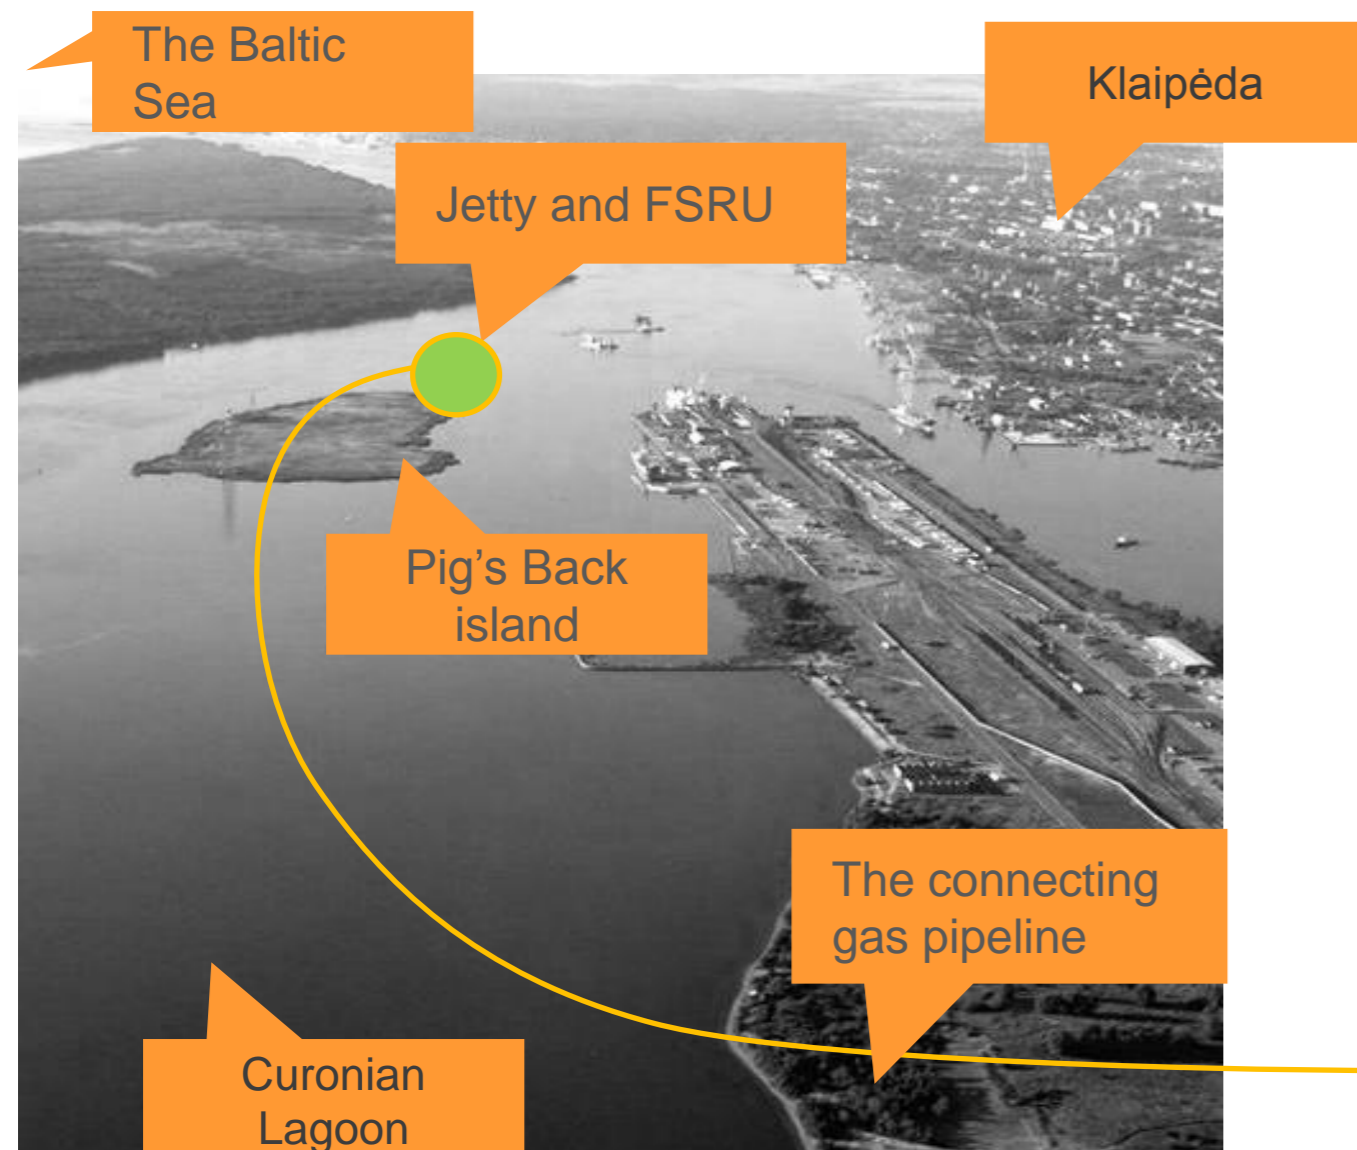 The Baltic
Sea
Klaipėda
Jetty and FSRU
Pig’s Back
island
The connecting
gas pipeline
Curonian
Lagoon